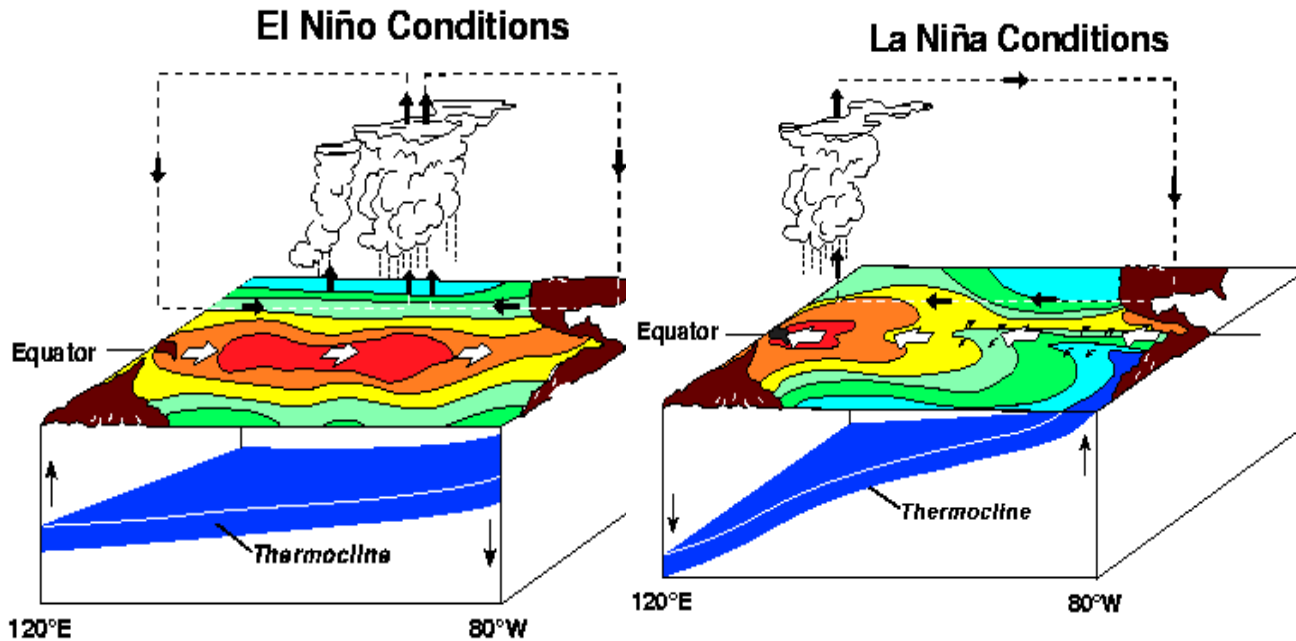 El Niño Conditions
Equator
Thermocline
120°E
80°W
La Niña Conditions
Equator
Thermocline
120°E
80°W